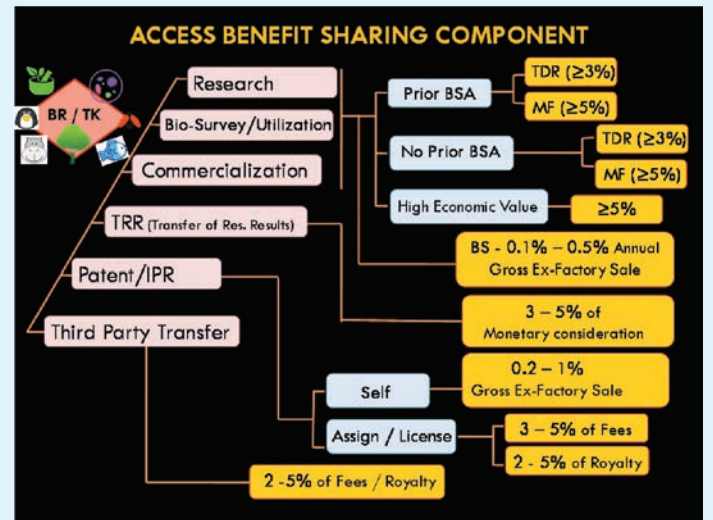 ACCESS BENEFIT SHARING COMPONENT
BR / TK
Research
Bio-Survey/Utilization
Commercialization
TRR (Transfer of Res. Results)
Patent/IPR
Third Party Transfer
Prior BSA
TDR (≥3%)
MF (≥5%)
No Prior BSA
TDR (≥3%)
MF (≥5%)
High Economic Value
≥5%
BS - 0.1% – 0.5% Annual
Gross Ex-Factory Sale
3 – 5% of
Monetary consideration
Self
0.2 – 1%
Gross Ex-Factory Sale
Assign / License
3 – 5% of Fees
2 - 5% of Royalty
2 -5% of Fees / Royalty